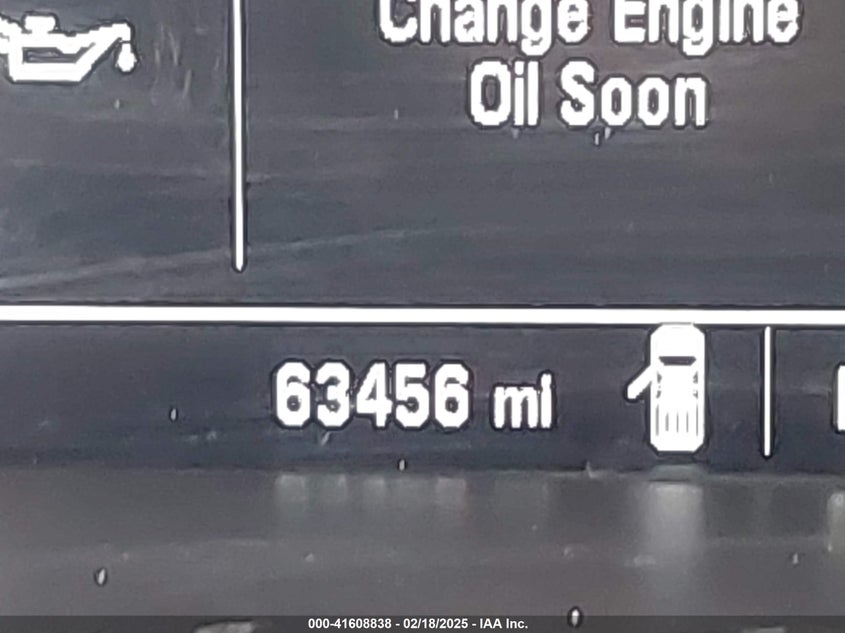 Change Engine
Oil Soon
63456 mi
000-41608838 - 02/18/2025 - IAA Inc.